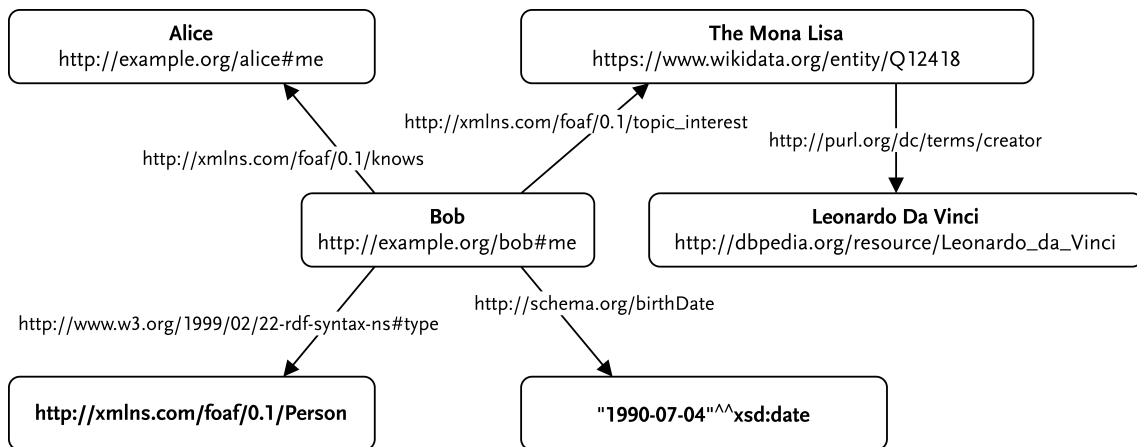 Alice
http://example.org/alice#me
The Mona Lisa
https://www.wikidata.org/entity/Q12418
http://xmlns.com/foaf/0.1/topic_interest
http://purl.org/dc/terms/creator
http://xmlns.com/foaf/0.1/knows
Bob
http://example.org/bob#me
Leonardo Da Vinci
http://dbpedia.org/resource/Leonardo_da_Vinci
http://schema.org/birthDate
http://www.w3.org/1999/02/22-rdf-syntax-ns#type
http://xmlns.com/foaf/0.1/Person
"1990-07-04"^^xsd:date